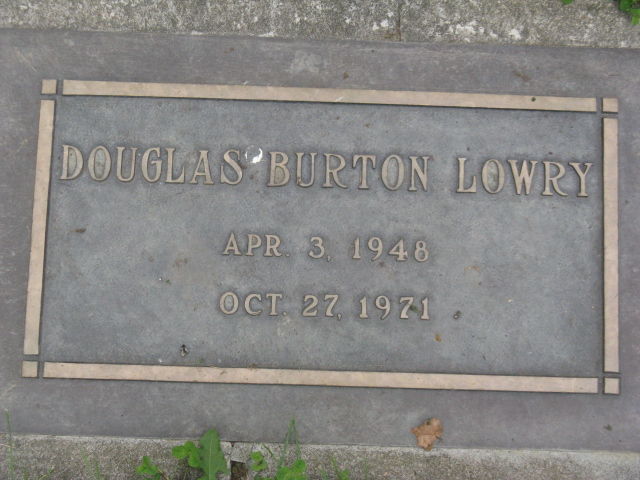 DOUGLAS BURTON LOWRY
APR. 3, 1948
OCT. 27, 1971